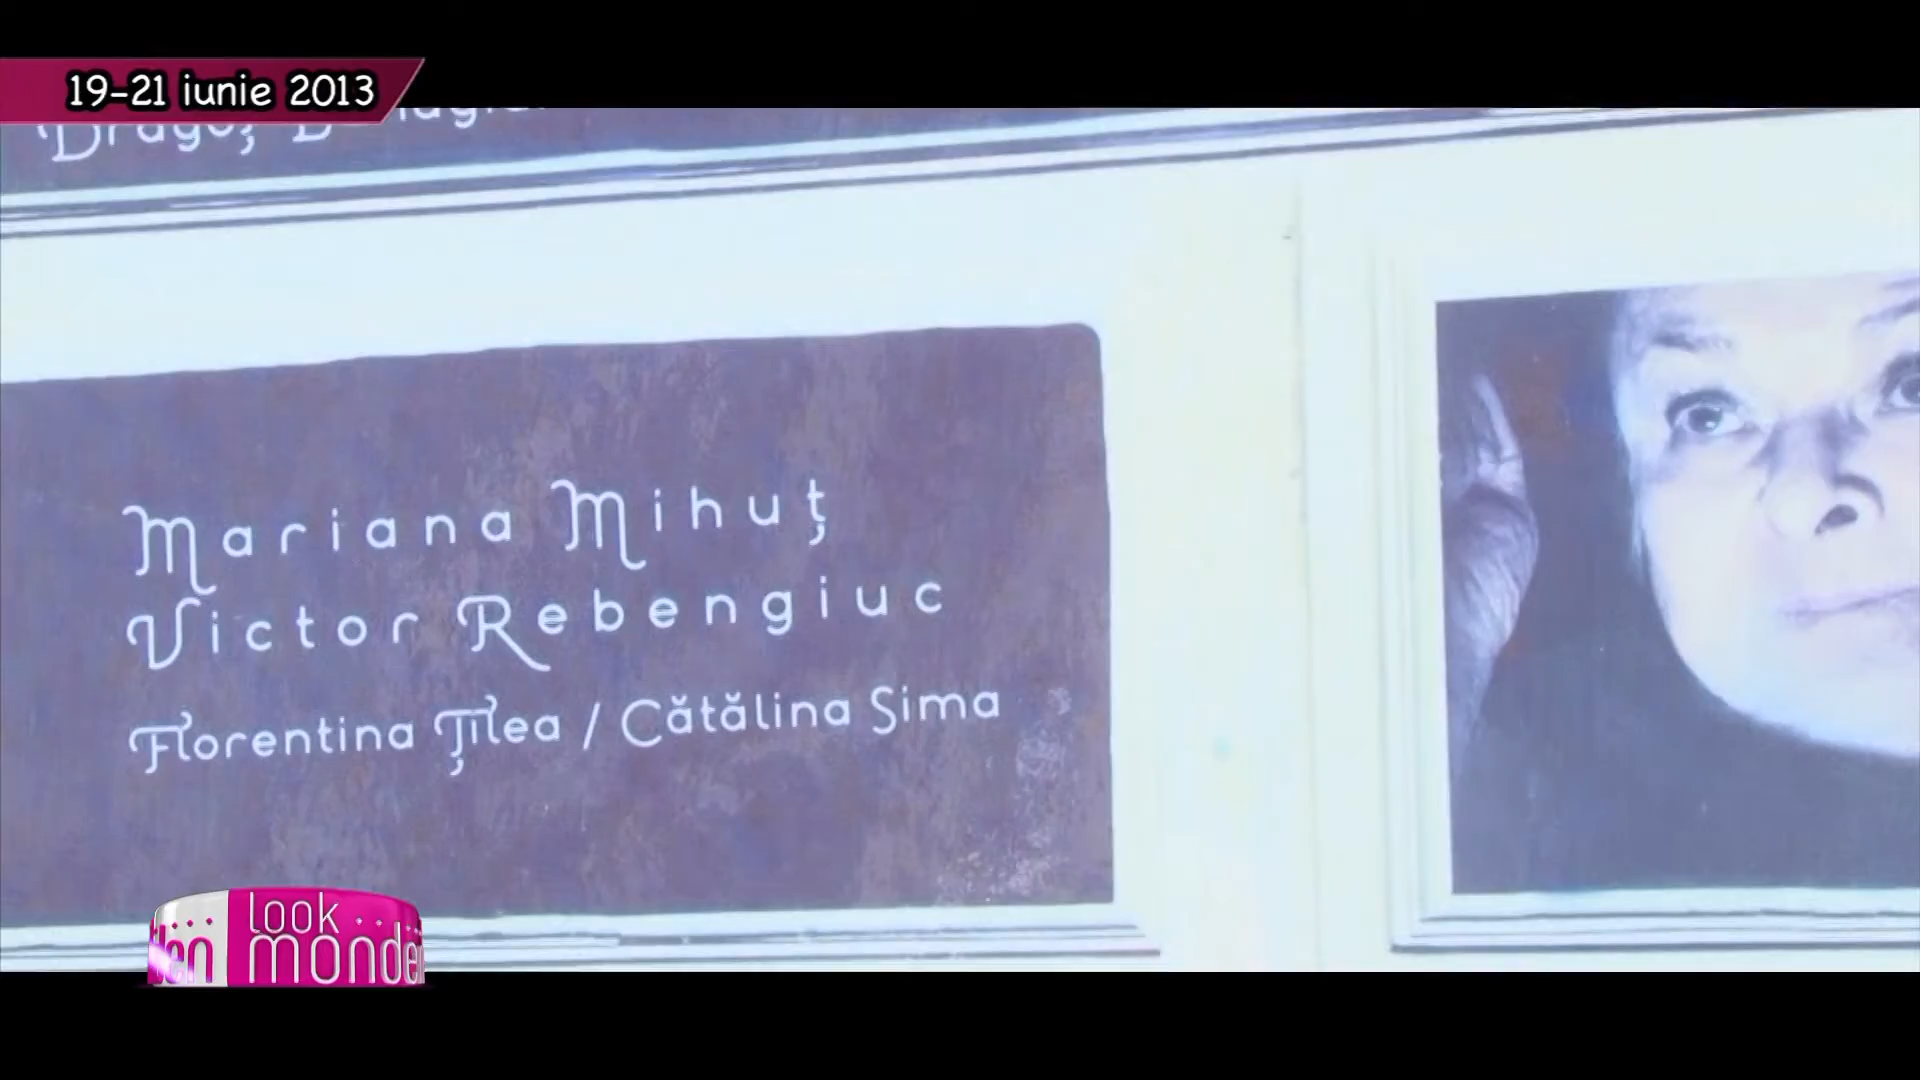 19-21 iunie 2013
Mariana Mihuț
Victor Rebengiuc
Florentina Țilea / Cătălina Sima
look
monden